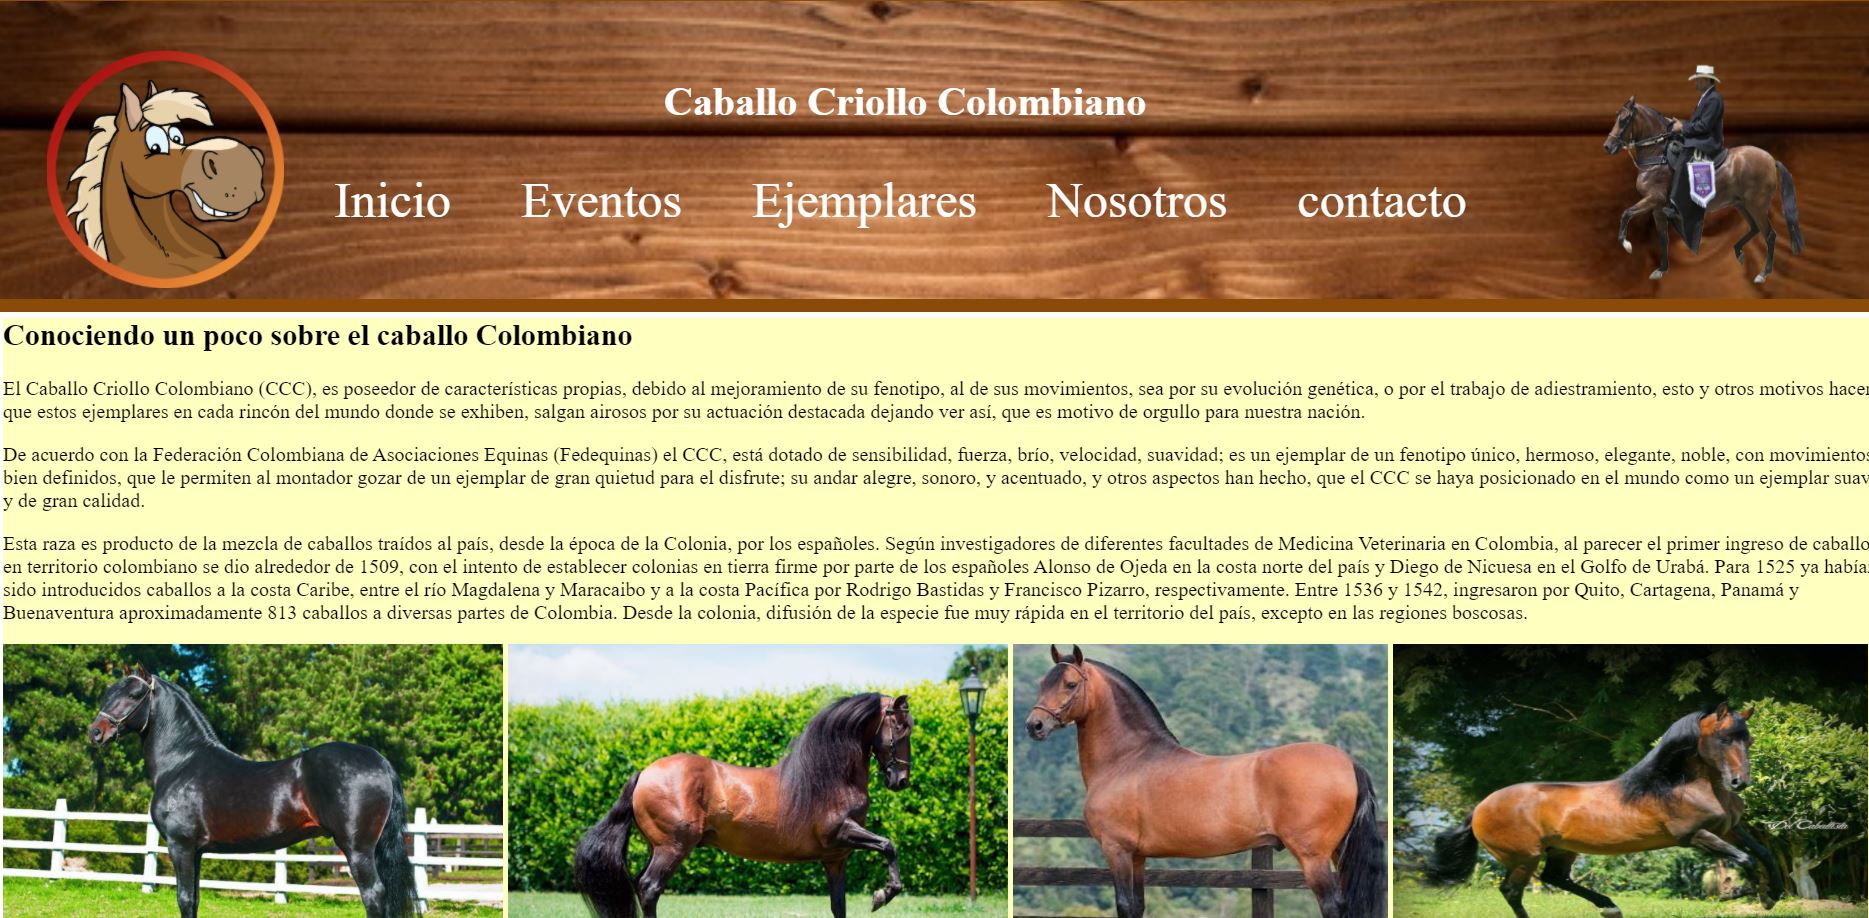 Caballo Criollo Colombiano
Inicio Eventos Ejemplares Nosotros contacto
Conociendo un poco sobre el caballo Colombiano
El Caballo Criollo Colombiano (CCC), es poseedor de características propias, debido al mejoramiento de su fenotipo, al de sus movimientos, sea por su evolución genética, o por el trabajo de adiestramiento, esto y otros motivos hacen
que estos ejemplares en cada rincón del mundo donde se exhiben, salgan airosos por su actuación destacada dejando ver así, que es motivo de orgullo para nuestra nación.
De acuerdo con la Federación Colombiana de Asociaciones Equinas (Fedequinas) el CCC, está dotado de sensibilidad, fuerza, brío, velocidad, suavidad; es un ejemplar de un fenotipo único, hermoso, elegante, noble, con movimientos
bien definidos, que le permiten al montador gozar de un ejemplar de gran quietud para el disfrute; su andar alegre, sonoro, y acentuado, y otros aspectos han hecho, que el CCC se haya posicionado en el mundo como un ejemplar suav
y de gran calidad.
Esta raza es producto de la mezcla de caballos traídos al país, desde la época de la Colonia, por los españoles. Según investigadores de diferentes facultades de Medicina Veterinaria en Colombia, al parecer el primer ingreso de caballo
en territorio colombiano se dio alrededor de 1509, con el intento de establecer colonias en tierra firme por parte de los españoles Alonso de Ojeda en la costa norte del país y Diego de Nicuesa en el Golfo de Urabá. Para 1525 ya había
sido introducidos caballos a la costa Caribe, entre el río Magdalena y Maracaibo y a la costa Pacífica por Rodrigo Bastidas y Francisco Pizarro, respectivamente. Entre 1536 y 1542, ingresaron por Quito, Cartagena, Panamá y
Buenaventura aproximadamente 813 caballos a diversas partes de Colombia. Desde la colonia, difusión de la especie fue muy rápida en el territorio del país, excepto en las regiones boscosas.